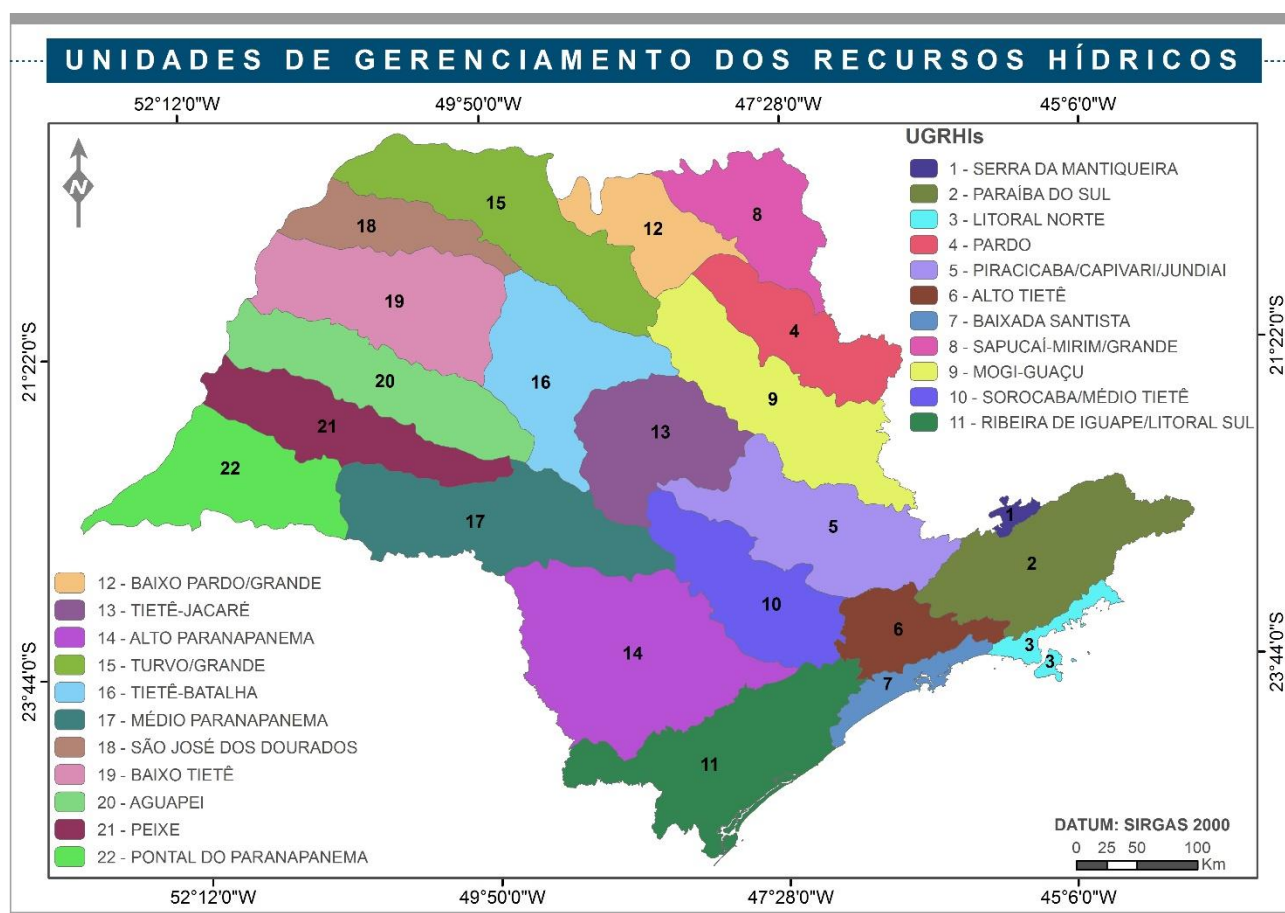 UNIDADES DE GERENCIAMENTO DOS RECURSOS HÍDRICOS
52°12'0"W 49°50'0"W 47°28'0"W 45°6'0"W
N
UGRHIs
1 - SERRA DA MANTIQUEIRA
2 - PARAÍBA DO SUL
3 - LITORAL NORTE
4 - PARDO
5 - PIRACICABA/CAPIVARI/JUNDIAI
6 - ALTO TIETÊ
7 - BAIXADA SANTISTA
8 - SAPUCAÍ-MIRIM/GRANDE
9 - MOGI-GUAÇU
10 - SOROCABA/MÉDIO TIETÊ
11 - RIBEIRA DE IGUAPE/LITORAL SUL
15
8
18
12
19
4
20
16
9
21
13
22
17
5
1
2
10
6
14
3
3
7
11
21°22'0"S
21°22'0"S
23°44'0"S
23°44'0"S
12 - BAIXO PARDO/GRANDE
13 - TIETÊ-JACARÉ
14 - ALTO PARANAPANEMA
15 - TURVO/GRANDE
16 - TIETÊ-BATALHA
17 - MÉDIO PARANAPANEMA
18 - SÃO JOSÉ DOS DOURADOS
19 - BAIXO TIETÊ
20 - AGUAPEI
21 - PEIXE
22 - PONTAL DO PARANAPANEMA
DATUM: SIRGAS 2000
0 25 50 100
Km
52°12'0"W 49°50'0"W 47°28'0"W 45°6'0"W